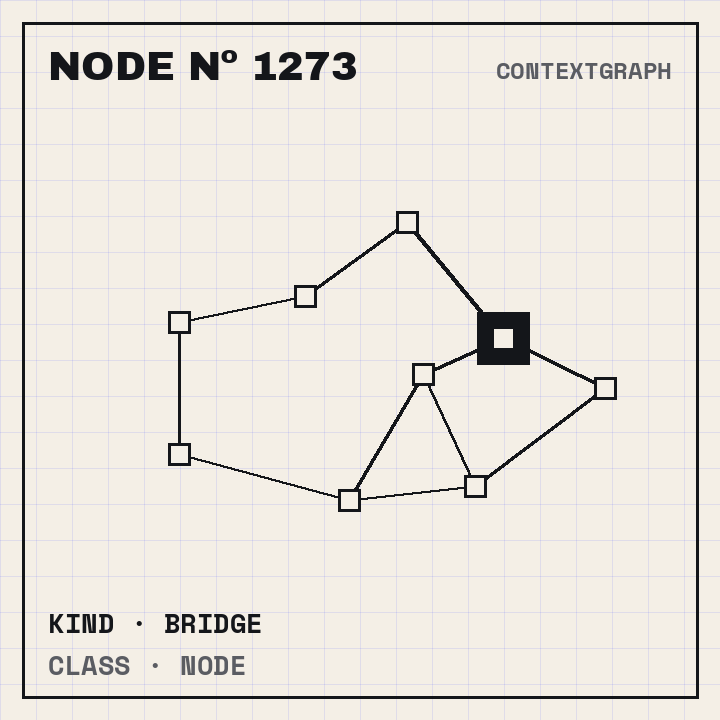 NODE Nº 1273
CONTEXTGRAPH
KIND · BRIDGE
CLASS · NODE